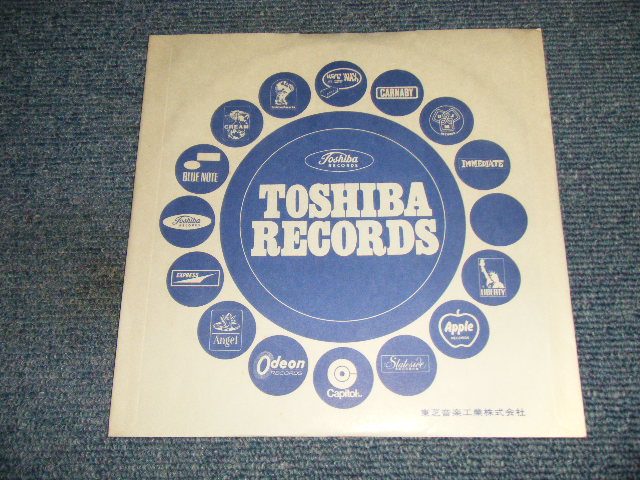 WAX
CARNABY
CREAM
IMMEDIATE
BLUE NOTE
Toshiba
RECORDS
TOSHIBA
RECORDS
Toshiba
RECORDS
EXPRESS
LIBERTY
Angel
Apple
RECORDS
Odeon
RECORDS
Capitol
Stateside
東芝音楽工業株式会社